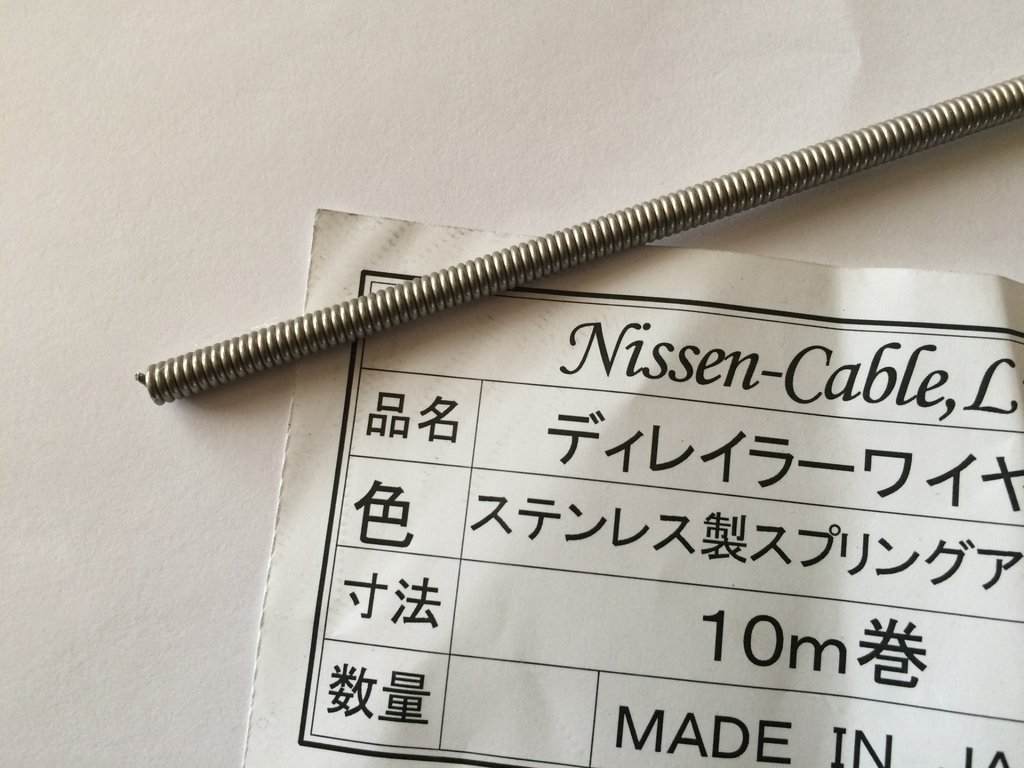 Nissen-Cable, L
品名 ディレイラーワイヤ
色 ステンレス製スプリングア
寸法 10m巻
数量 MADE IN JA